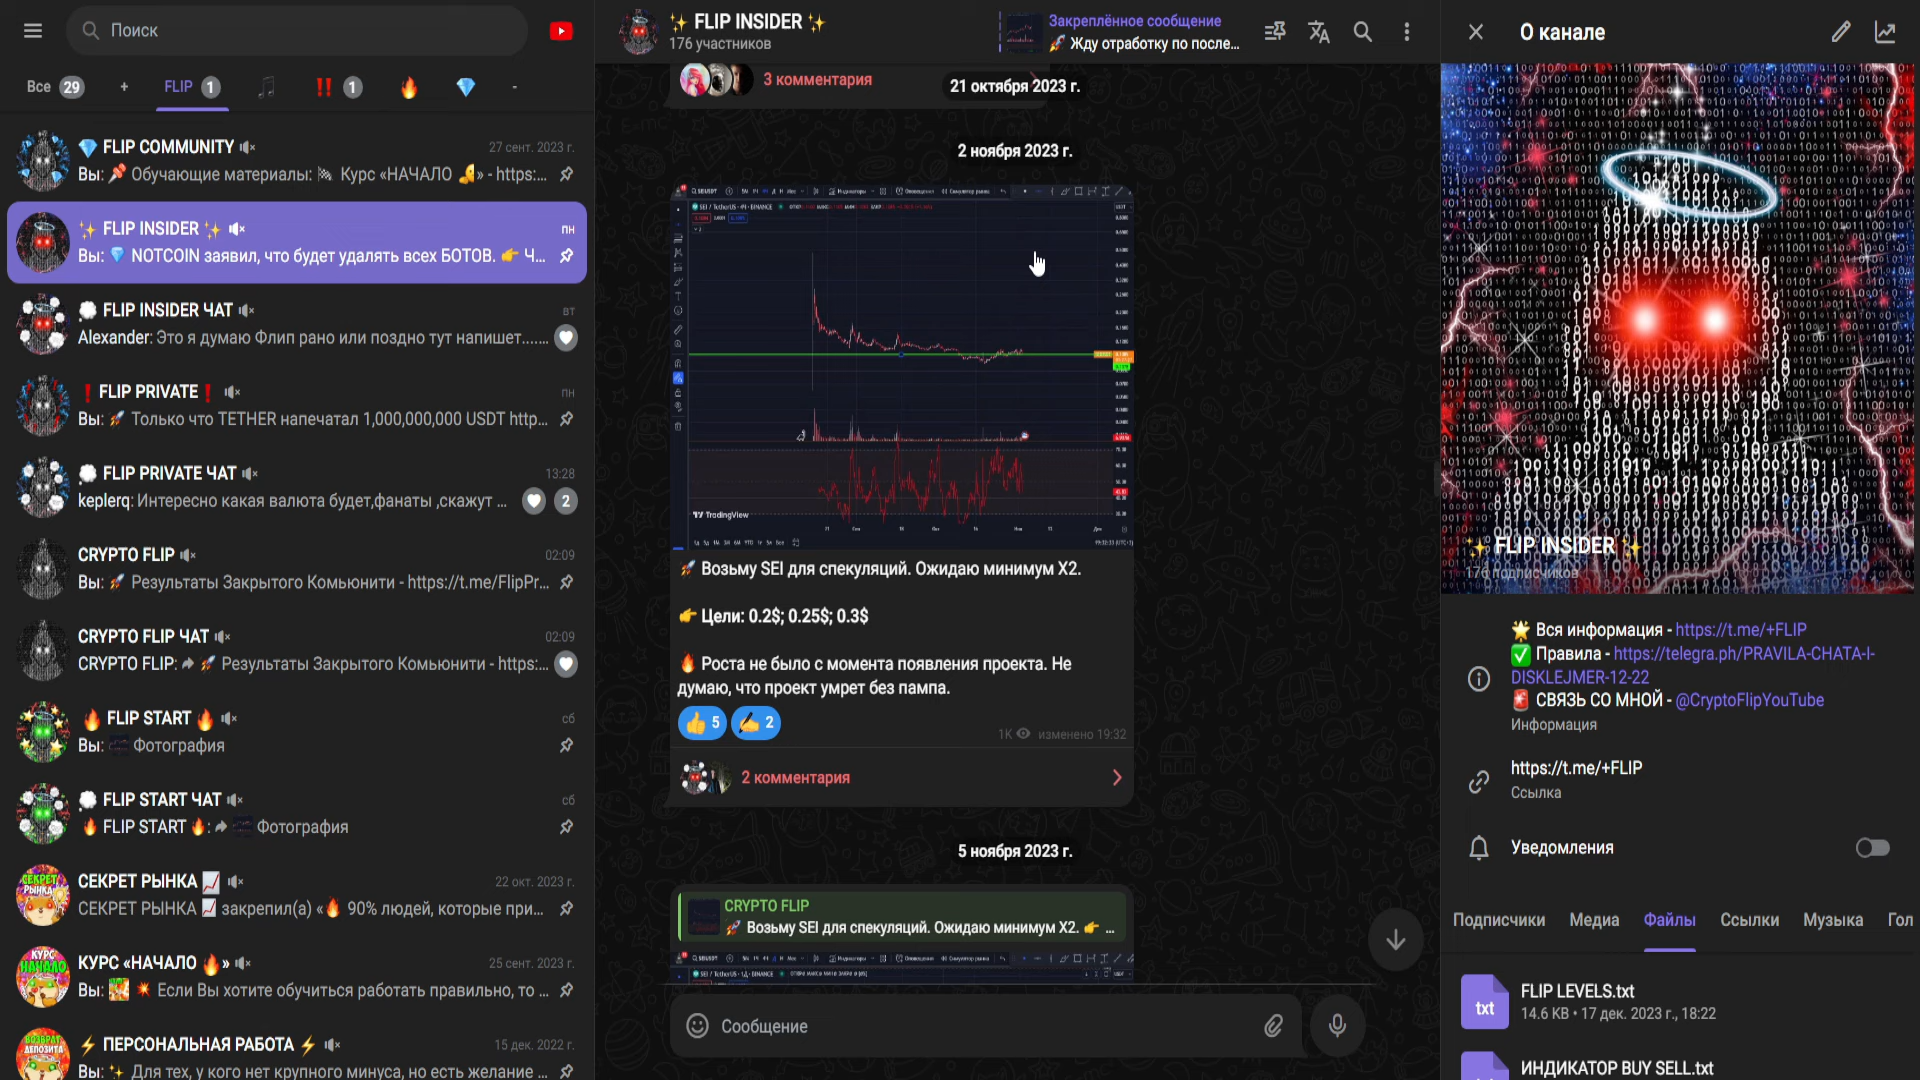 Поиск
Все 29
+
FLIP 1
1
-
FLIP COMMUNITY
27 сент. 2023 г.
Вы: 📌 Обучающие материалы: Курс «НАЧАЛО» - https:...
✨ FLIP INSIDER ✨
пн
Вы: 💎 NOTCOIN заявил, что будет удалять всех БОТОВ. 👉 Ч...
FLIP INSIDER ЧАТ
вт
Alexander: Это я думаю Флип рано или поздно тут напишет......
❗ FLIP PRIVATE ❗
пн
Вы: 🚀 Только что TETHER напечатал 1,000,000,000 USDT http...
FLIP PRIVATE ЧАТ
13:28
keplerq: Интересно какая валюта будет,фанаты ,скажут ...
2
CRYPTO FLIP
02:09
Вы: 🚀 Результаты Закрытого Комьюнити - https://t.me/FlipPr...
CRYPTO FLIP ЧАТ
02:09
CRYPTO FLIP: 🚀 Результаты Закрытого Комьюнити - https:...
🔥 FLIP START 🔥
сб
Вы: Фотография
FLIP START ЧАТ
сб
🔥 FLIP START 🔥: Фотография
СЕКРЕТ РЫНКА 📈
22 окт. 2023 г.
СЕКРЕТ РЫНКА 📈 закрепил(а) «🔥 90% людей, которые при...
КУРС «НАЧАЛО 🔥»
25 сент. 2023 г.
Вы: 💥 Если Вы хотите обучиться работать правильно, то ...
⚡ ПЕРСОНАЛЬНАЯ РАБОТА ⚡
15 дек. 2022 г.
Вы: ✨ Для тех, у кого нет крупного минуса, но есть желание ...
✨ FLIP INSIDER ✨
176 участников
Закреплённое сообщение
🚀 Жду отработку по после...
3 комментария
21 октября 2023 г.
2 ноября 2023 г.
TradingView
🚀 Возьму SEI для спекуляций. Ожидаю минимум X2.
👉 Цели: 0.2$; 0.25$; 0.3$
🔥 Роста не было с момента появления проекта. Не
думаю, что проект умрет без пампа.
👍 5
✍ 2
1K изменено 19:32
2 комментария
5 ноября 2023 г.
CRYPTO FLIP
🚀 Возьму SEI для спекуляций. Ожидаю минимум X2. 👉 ...
Сообщение
О канале
✨ FLIP INSIDER ✨
176 подписчиков
🌟 Вся информация - https://t.me/+FLIP
✅ Правила - https://telegra.ph/PRAVILA-CHATA-I-
DISKLEJMER-12-22
🚨 СВЯЗЬ СО МНОЙ - @CryptoFlipYouTube
Информация
https://t.me/+FLIP
Ссылка
Уведомления
Подписчики
Медиа
Файлы
Ссылки
Музыка
Гол
txt
FLIP LEVELS.txt
14.6 KB • 17 дек. 2023 г., 18:22
ИНДИКАТОР BUY SELL.txt